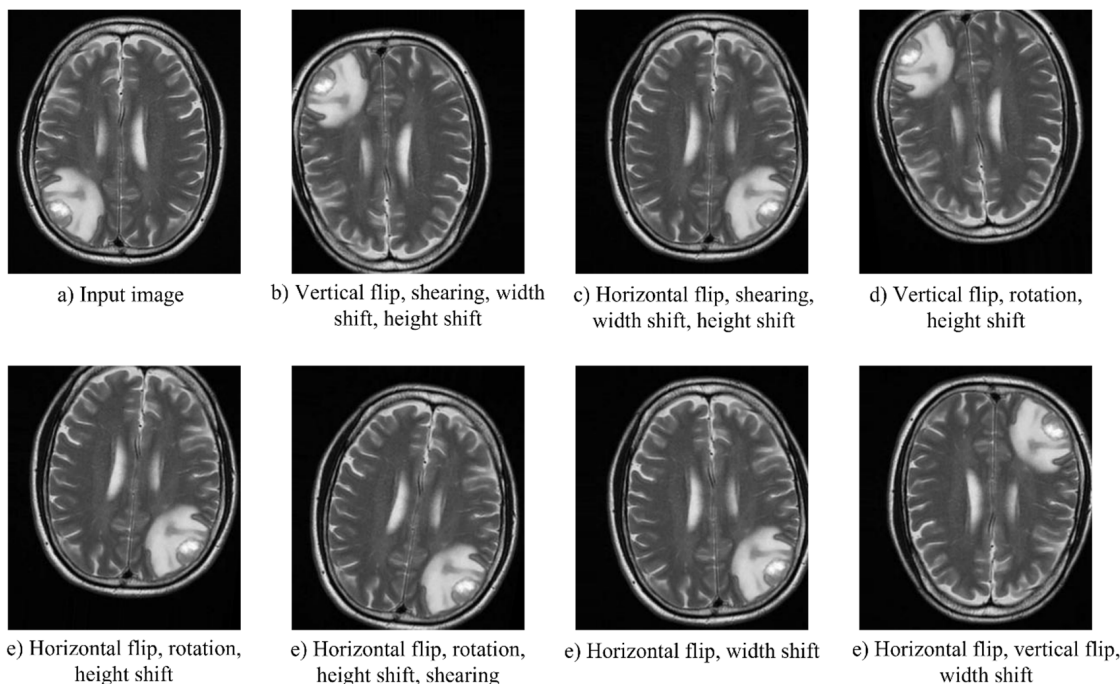 a) Input image
b) Vertical flip, shearing, width
shift, height shift
c) Horizontal flip, shearing,
width shift, height shift
d) Vertical flip, rotation,
height shift
e) Horizontal flip, rotation,
height shift
e) Horizontal flip, rotation,
height shift, shearing
e) Horizontal flip, width shift
e) Horizontal flip, vertical flip,
width shift